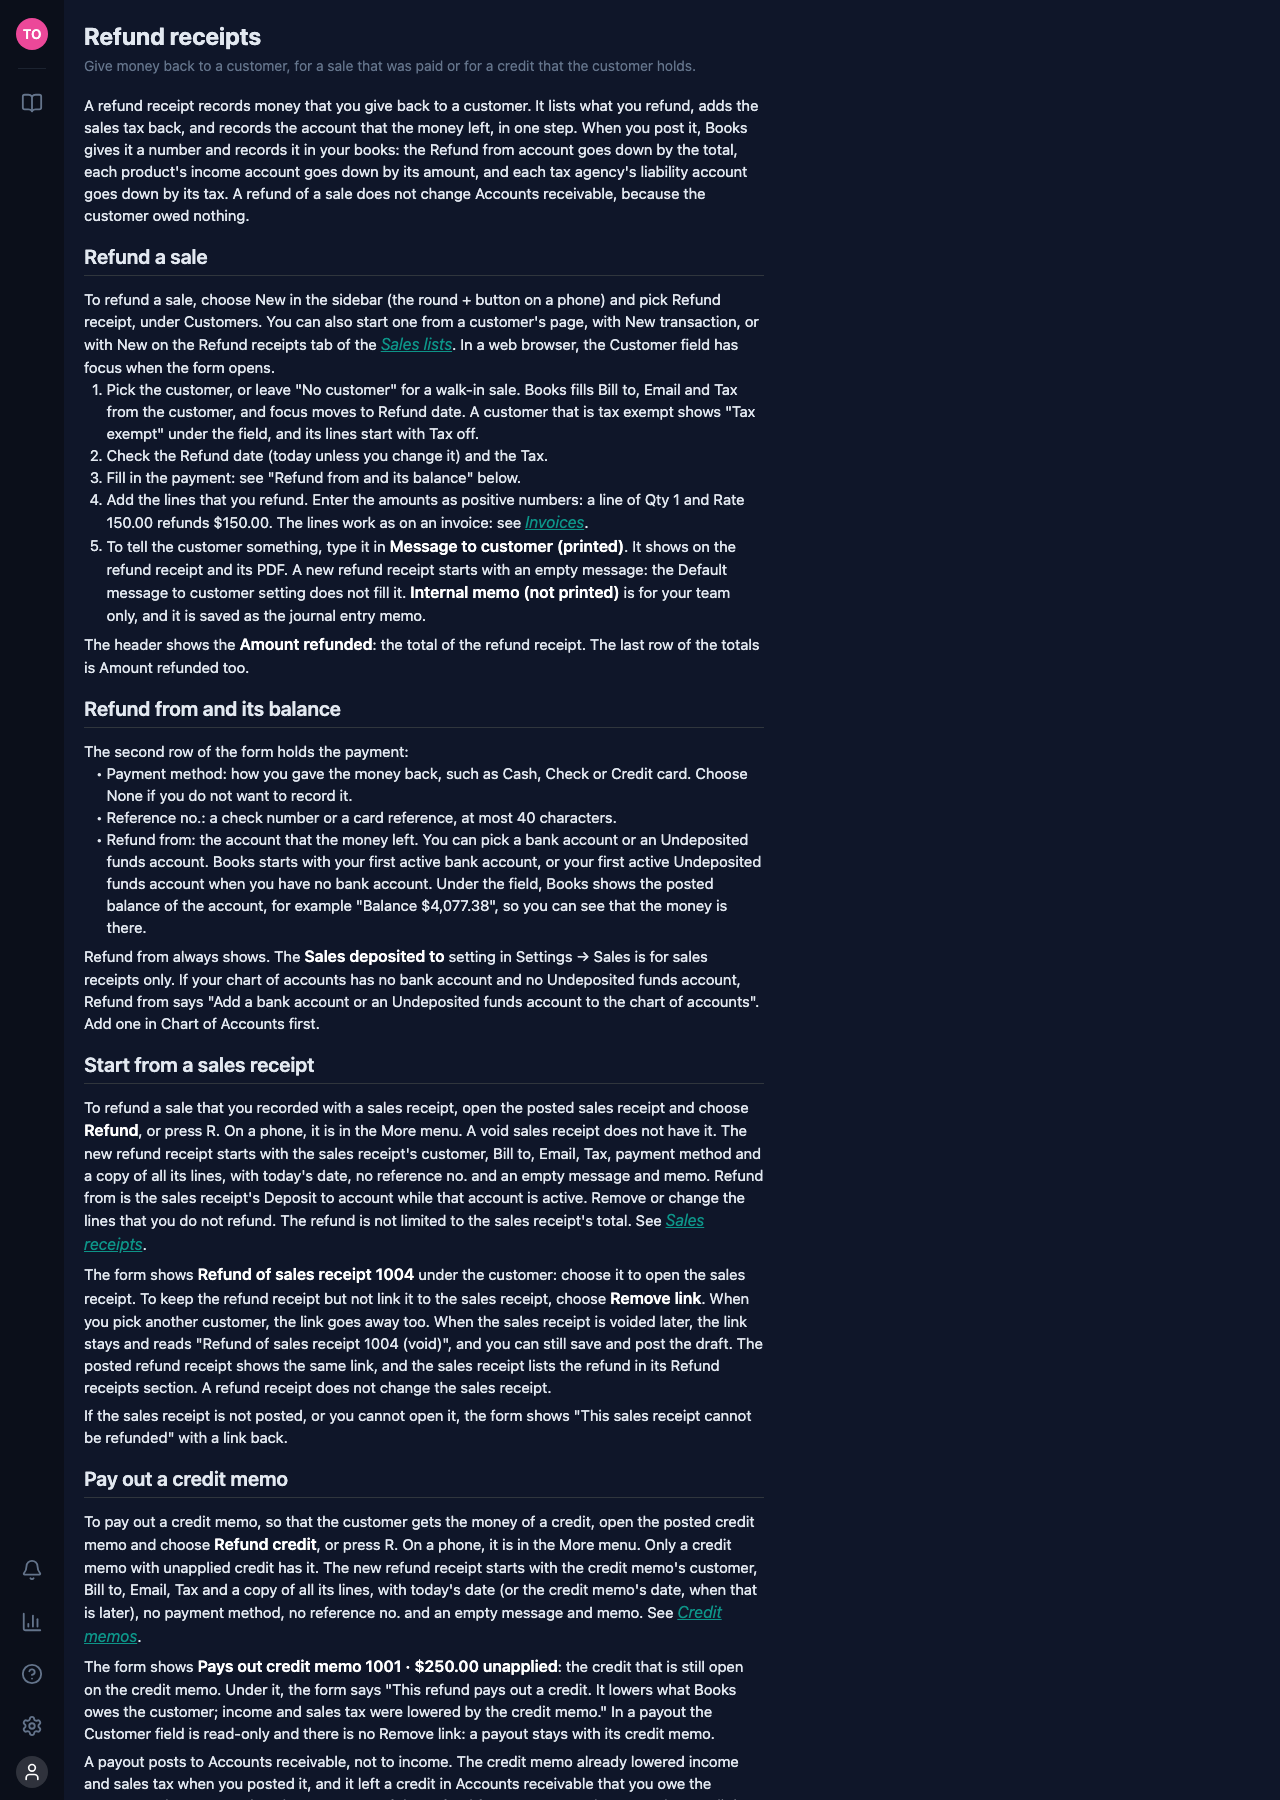 TO
Refund receipts
Give money back to a customer, for a sale that was paid or for a credit that the customer holds.
A refund receipt records money that you give back to a customer. It lists what you refund, adds the
sales tax back, and records the account that the money left, in one step. When you post it, Books
gives it a number and records it in your books: the Refund from account goes down by the total,
each product's income account goes down by its amount, and each tax agency's liability account
goes down by its tax. A refund of a sale does not change Accounts receivable, because the
customer owed nothing.
Refund a sale
To refund a sale, choose New in the sidebar (the round + button on a phone) and pick Refund
receipt, under Customers. You can also start one from a customer's page, with New transaction, or
with New on the Refund receipts tab of the Sales lists. In a web browser, the Customer field has
focus when the form opens.
1. Pick the customer, or leave "No customer" for a walk-in sale. Books fills Bill to, Email and Tax
from the customer, and focus moves to Refund date. A customer that is tax exempt shows "Tax
exempt" under the field, and its lines start with Tax off.
2. Check the Refund date (today unless you change it) and the Tax.
3. Fill in the payment: see "Refund from and its balance" below.
4. Add the lines that you refund. Enter the amounts as positive numbers: a line of Qty 1 and Rate
150.00 refunds $150.00. The lines work as on an invoice: see Invoices.
5. To tell the customer something, type it in Message to customer (printed). It shows on the
refund receipt and its PDF. A new refund receipt starts with an empty message: the Default
message to customer setting does not fill it. Internal memo (not printed) is for your team
only, and it is saved as the journal entry memo.
The header shows the Amount refunded: the total of the refund receipt. The last row of the totals
is Amount refunded too.
Refund from and its balance
The second row of the form holds the payment:
• Payment method: how you gave the money back, such as Cash, Check or Credit card. Choose
None if you do not want to record it.
• Reference no.: a check number or a card reference, at most 40 characters.
• Refund from: the account that the money left. You can pick a bank account or an Undeposited
funds account. Books starts with your first active bank account, or your first active Undeposited
funds account when you have no bank account. Under the field, Books shows the posted
balance of the account, for example "Balance $4,077.38", so you can see that the money is
there.
Refund from always shows. The Sales deposited to setting in Settings → Sales is for sales
receipts only. If your chart of accounts has no bank account and no Undeposited funds account,
Refund from says "Add a bank account or an Undeposited funds account to the chart of accounts".
Add one in Chart of Accounts first.
Start from a sales receipt
To refund a sale that you recorded with a sales receipt, open the posted sales receipt and choose
Refund, or press R. On a phone, it is in the More menu. A void sales receipt does not have it. The
new refund receipt starts with the sales receipt's customer, Bill to, Email, Tax, payment method and
a copy of all its lines, with today's date, no reference no. and an empty message and memo. Refund
from is the sales receipt's Deposit to account while that account is active. Remove or change the
lines that you do not refund. The refund is not limited to the sales receipt's total. See Sales
receipts.
The form shows Refund of sales receipt 1004 under the customer: choose it to open the sales
receipt. To keep the refund receipt but not link it to the sales receipt, choose Remove link. When
you pick another customer, the link goes away too. When the sales receipt is voided later, the link
stays and reads "Refund of sales receipt 1004 (void)", and you can still save and post the draft. The
posted refund receipt shows the same link, and the sales receipt lists the refund in its Refund
receipts section. A refund receipt does not change the sales receipt.
If the sales receipt is not posted, or you cannot open it, the form shows "This sales receipt cannot
be refunded" with a link back.
Pay out a credit memo
To pay out a credit memo, so that the customer gets the money of a credit, open the posted credit
memo and choose Refund credit, or press R. On a phone, it is in the More menu. Only a credit
memo with unapplied credit has it. The new refund receipt starts with the credit memo's customer,
Bill to, Email, Tax and a copy of all its lines, with today's date (or the credit memo's date, when that
is later), no payment method, no reference no. and an empty message and memo. See Credit
memos.
The form shows Pays out credit memo 1001 · $250.00 unapplied: the credit that is still open
on the credit memo. Under it, the form says "This refund pays out a credit. It lowers what Books
owes the customer; income and sales tax were lowered by the credit memo." In a payout the
Customer field is read-only and there is no Remove link: a payout stays with its credit memo.
A payout posts to Accounts receivable, not to income. The credit memo already lowered income
and sales tax when you posted it, and it left a credit in Accounts receivable that you owe the